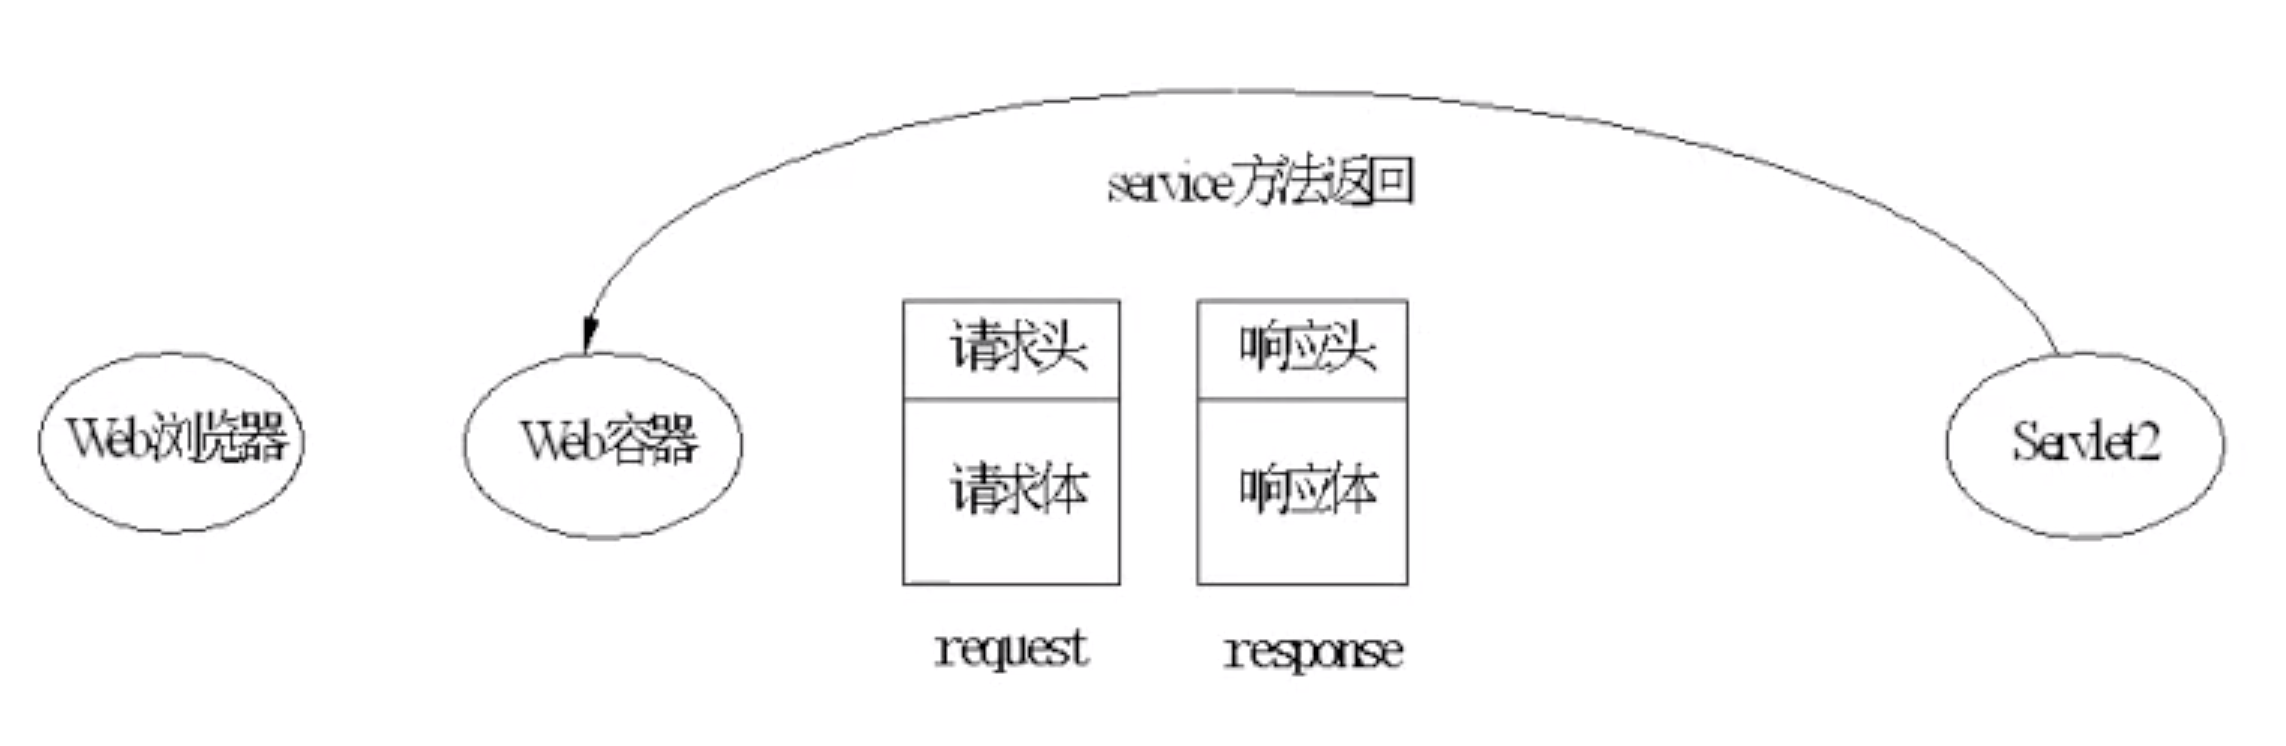 service方法返回
Web浏览器
Web容器
请求头
请求体
request
响应头
响应体
response
Servlet2